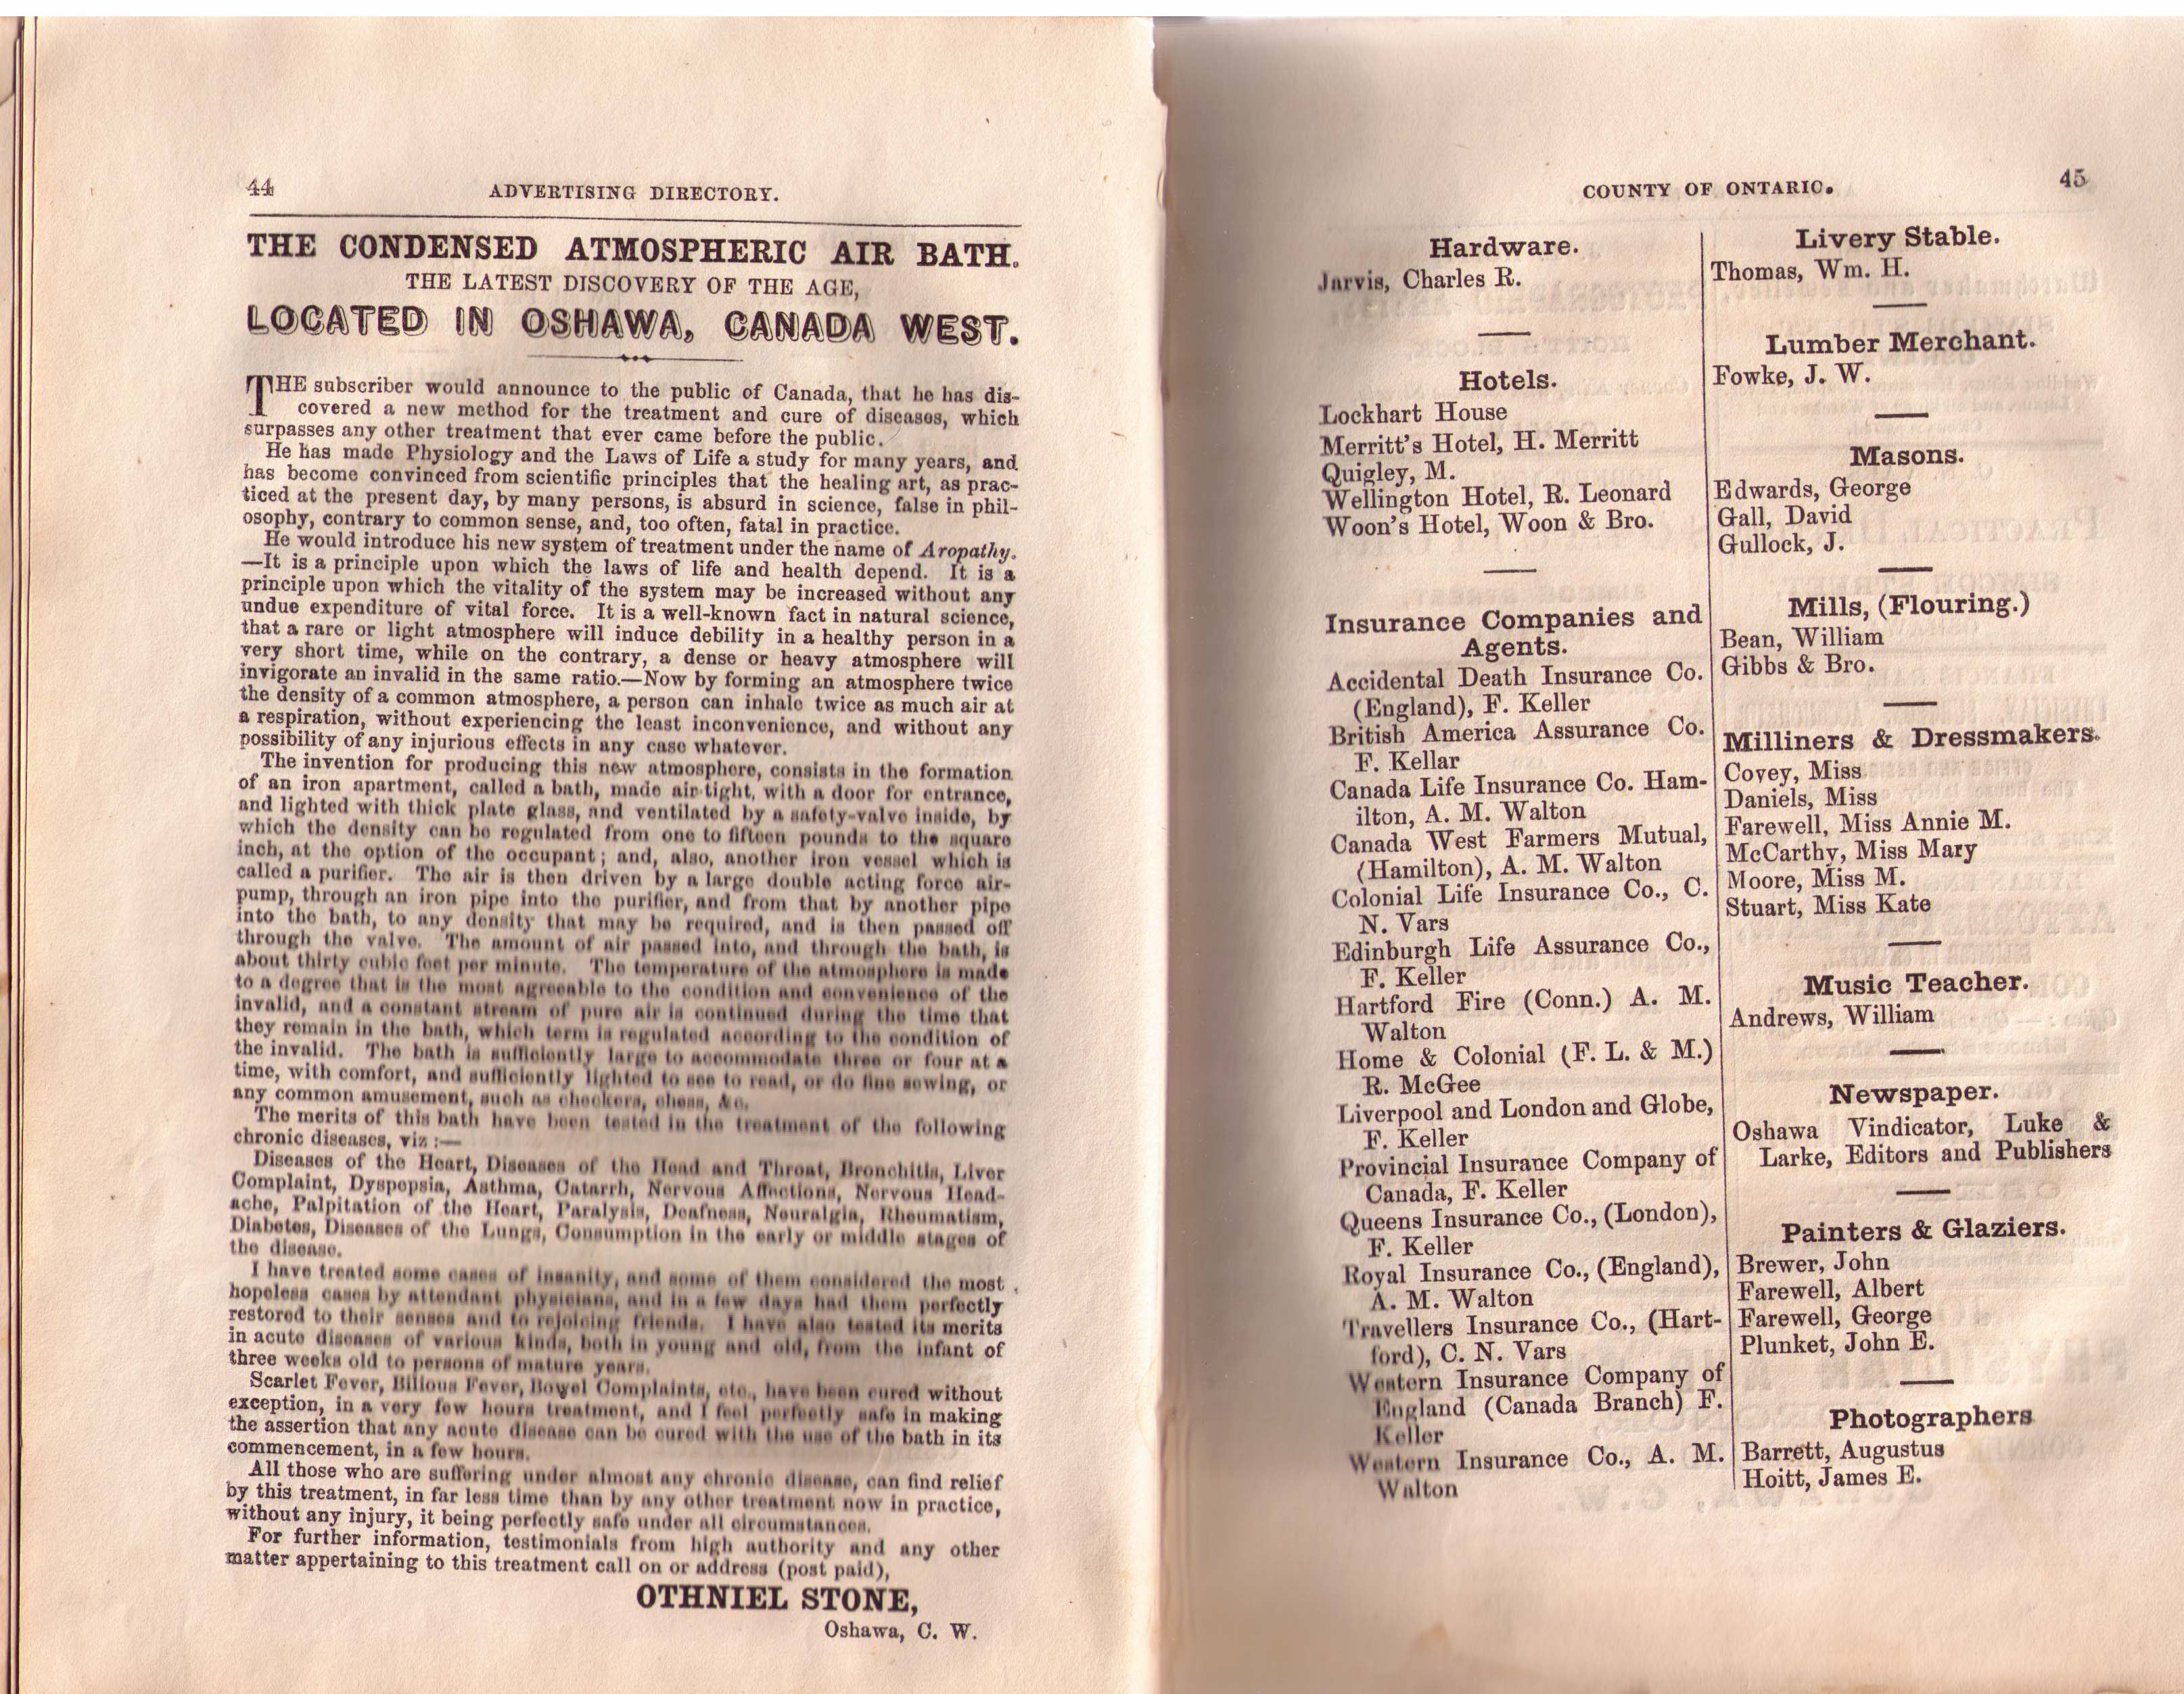 44
ADVERTISING DIRECTORY.
THE CONDENSED ATMOSPHERIC AIR BATH.
THE LATEST DISCOVERY OF THE AGE,
LOCATED IN OSHAWA, CANADA WEST.
THE subscriber would announce to the public of Canada, that he has dis-
covered a new method for the treatment and cure of diseases, which
surpasses any other treatment that ever came before the public.
He has made Physiology and the Laws of Life a study for many years, and
has become convinced from scientific principles that the healing art, as prac-
ticed at the present day, by many persons, is absurd in science, false in phil-
osophy, contrary to common sense, and, too often, fatal in practice.
He would introduce his new system of treatment under the name of Aropathy.
—It is a principle upon which the laws of life and health depend. It is a
principle upon which the vitality of the system may be increased without any
undue expenditure of vital force. It is a well-known fact in natural science,
that a rare or light atmosphere will induce debility in a healthy person in a
very short time, while on the contrary, a dense or heavy atmosphere will
invigorate an invalid in the same ratio.—Now by forming an atmosphere twice
the density of a common atmosphere, a person can inhale twice as much air at
a respiration, without experiencing the least inconvenience, and without any
possibility of any injurious effects in any case whatever.
The invention for producing this new atmosphere, consists in the formation
of an iron apartment, called a bath, made air-tight, with a door for entrance,
and lighted with thick plate glass, and ventilated by a safety-valve inside, by
which the density can be regulated from one to fifteen pounds to the square
inch, at the option of the occupant; and, also, another iron vessel which is
called a purifier. The air is then driven by a large double acting force air-
pump, through an iron pipe into the purifier, and from that by another pipe
into the bath, to any density that may be required, and is then passed off
through the valve. The amount of air passed into, and through the bath, is
about thirty cubic feet per minute. The temperature of the atmosphere is made
to a degree that is the most agreeable to the condition and convenience of the
invalid, and a constant stream of pure air is continued during the time that
they remain in the bath, which term is regulated according to the condition of
the invalid. The bath is sufficiently large to accommodate three or four at a
time, with comfort, and sufficiently lighted to see to read, or do fine sewing, or
any common amusement, such as checkers, chess, &c.
The merits of this bath have been tested in the treatment of the following
chronic diseases, viz:—
Diseases of the Heart, Diseases of the Head and Throat, Bronchitis, Liver
Complaint, Dyspepsia, Asthma, Catarrh, Nervous Affections, Nervous Head-
ache, Palpitation of the Heart, Paralysis, Deafness, Neuralgia, Rheumatism,
Diabetes, Diseases of the Lungs, Consumption in the early or middle stages of
the disease.
I have treated some cases of insanity, and some of them considered the most
hopeless cases by attendant physicians, and in a few days had them perfectly
restored to their senses and to rejoicing friends. I have also tested its merits
in acute diseases of various kinds, both in young and old, from the infant of
three weeks old to persons of mature years.
Scarlet Fever, Billous Fever, Bowel Complaints, etc., have been cured without
exception, in a very few hours treatment, and I feel perfectly safe in making
the assertion that any acute disease can be cured with the use of the bath in its
commencement, in a few hours.
All those who are suffering under almost any chronic disease, can find relief
by this treatment, in far less time than by any other treatment now in practice,
without any injury, it being perfectly safe under all circumstances.
For further information, testimonials from high authority and any other
matter appertaining to this treatment call on or address (post paid),
OTHNIEL STONE,
Oshawa, C. W.
COUNTY OF ONTARIO.
45
Hardware.
Jarvis, Charles R.
Hotels.
Lockhart House
Merritt's Hotel, H. Merritt
Quigley, M.
Wellington Hotel, R. Leonard
Woon's Hotel, Woon & Bro.
Insurance Companies and
Agents.
Accidental Death Insurance Co.
(England), F. Keller
British America Assurance Co.
F. Kellar
Canada Life Insurance Co. Ham-
ilton, A. M. Walton
Canada West Farmers Mutual,
(Hamilton), A. M. Walton
Colonial Life Insurance Co., C.
N. Vars
Edinburgh Life Assurance Co.,
F. Keller
Hartford Fire (Conn.) A. M.
Walton
Home & Colonial (F. L. & M.)
R. McGee
Liverpool and London and Globe,
F. Keller
Provincial Insurance Company of
Canada, F. Keller
Queens Insurance Co., (London),
F. Keller
Royal Insurance Co., (England),
A. M. Walton
Travellers Insurance Co., (Hart-
ford), C. N. Vars
Western Insurance Company of
England (Canada Branch) F.
Keller
Western Insurance Co., A. M.
Walton
Livery Stable.
Thomas, Wm. H.
Lumber Merchant.
Fowke, J. W.
Masons.
Edwards, George
Gall, David
Gullock, J.
Mills, (Flouring.)
Bean, William
Gibbs & Bro.
Milliners & Dressmakers.
Covey, Miss
Daniels, Miss
Farewell, Miss Annie M.
McCarthy, Miss Mary
Moore, Miss M.
Stuart, Miss Kate
Music Teacher.
Andrews, William
Newspaper.
Oshawa Vindicator, Luke &
Larke, Editors and Publishers
Painters & Glaziers.
Brewer, John
Farewell, Albert
Farewell, George
Plunket, John E.
Photographers
Barrett, Augustus
Hoitt, James E.